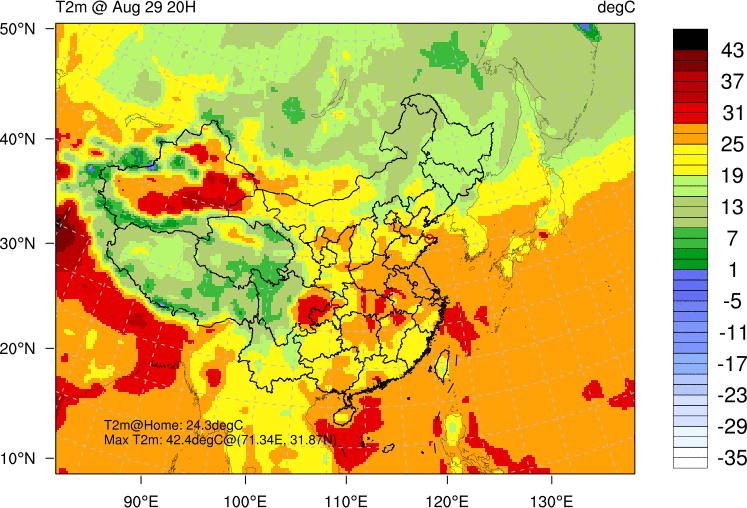 T2m @ Aug 29 20H
degC
50°N
40°N
30°N
20°N
10°N
90°E
100°E
110°E
120°E
130°E
T2m@Home: 24.3degC
Max T2m: 42.4degC@(71.34E, 31.87N)
43
37
31
25
19
13
7
1
-5
-11
-17
-23
-29
-35